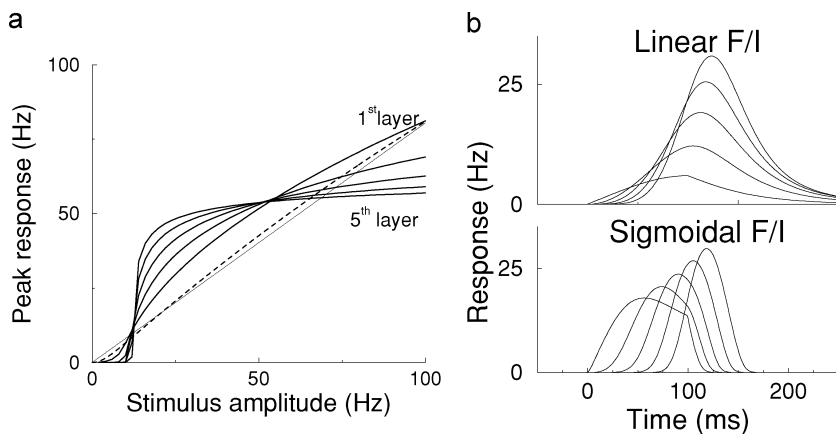 a
100
50
0
Peak response (Hz)
1st layer
5th layer
0
50
100
Stimulus amplitude (Hz)
b
Linear F/I
25
0
Sigmoidal F/I
25
0
Response (Hz)
0
100
200
Time (ms)